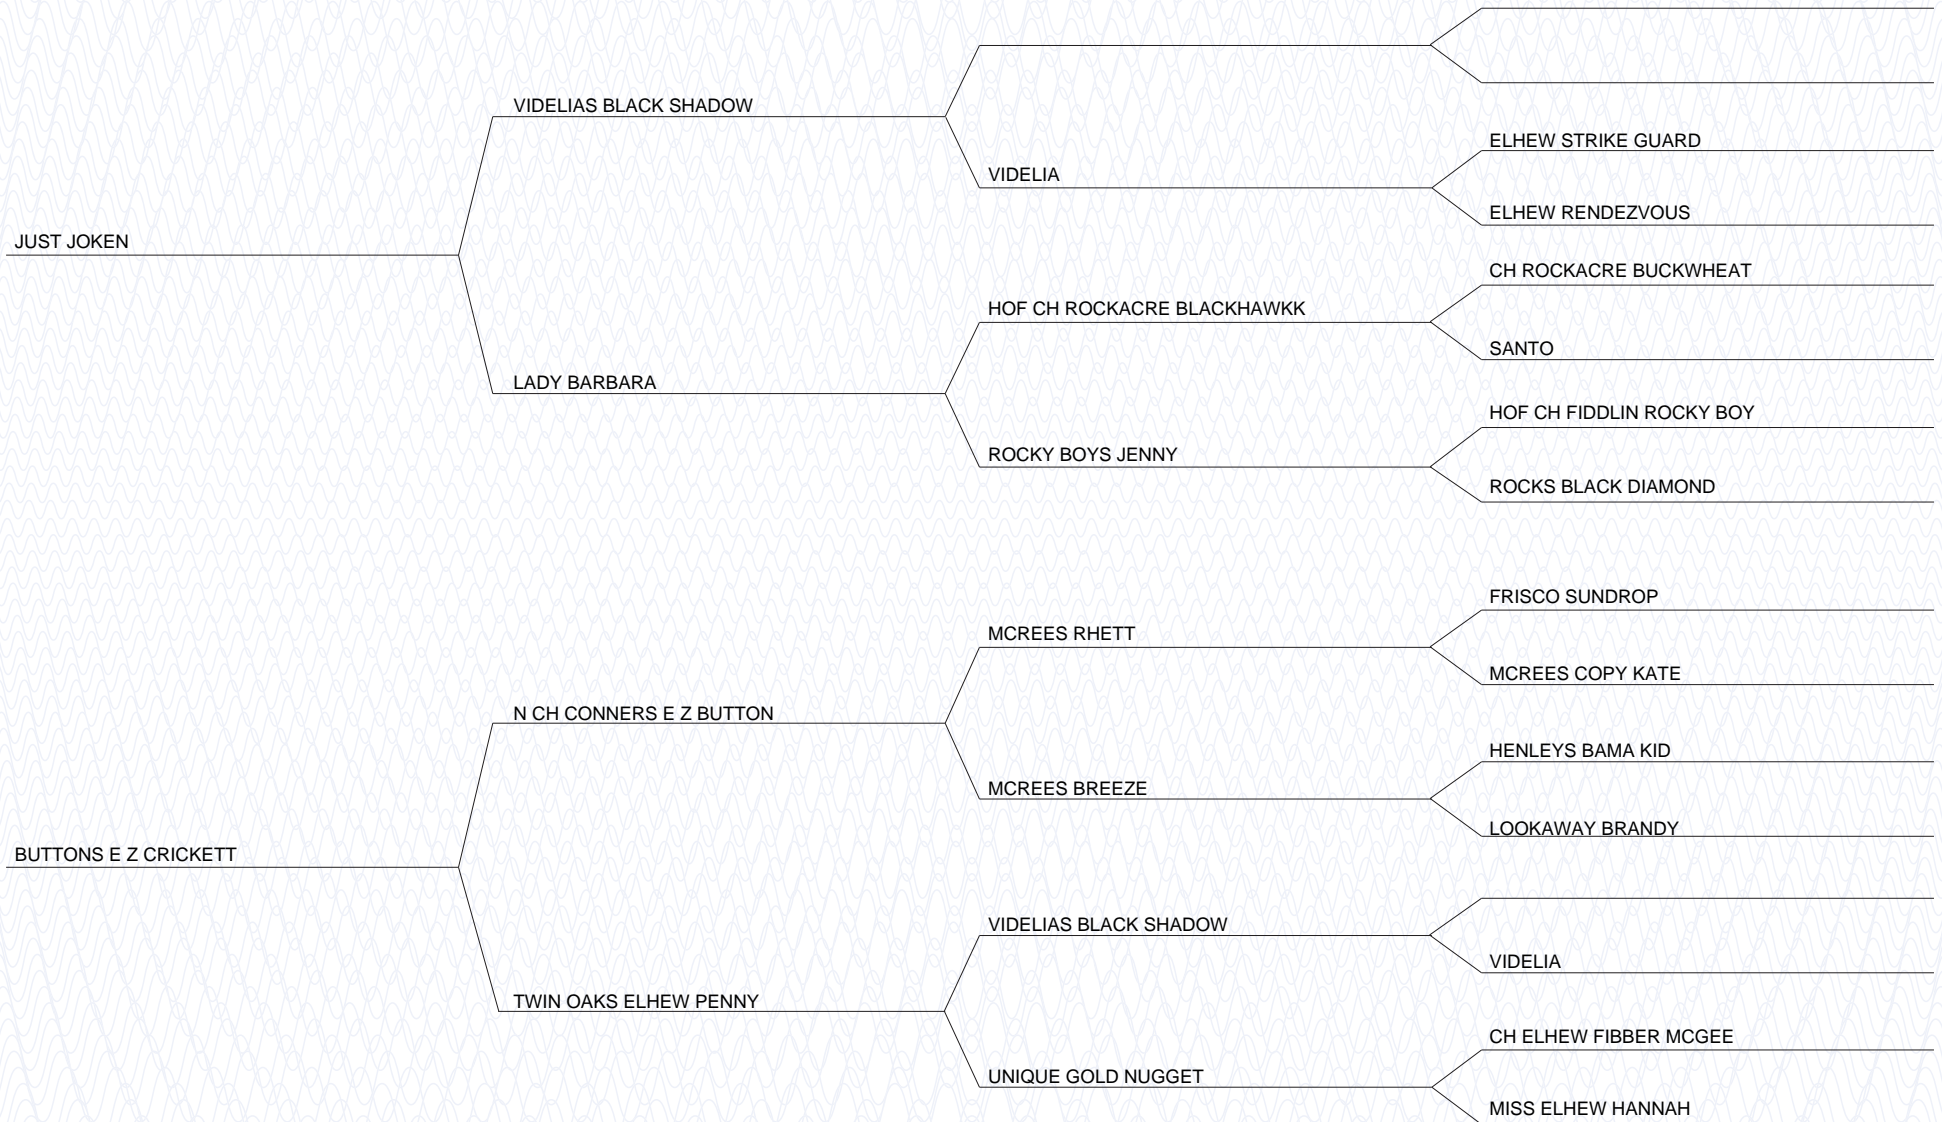 VIDELIAS BLACK SHADOW
ELHEW STRIKE GUARD
VIDELIA
ELHEW RENDEZVOUS
JUST JOKEN
CH ROCKACRE BUCKWHEAT
HOF CH ROCKACRE BLACKHAWKK
SANTO
LADY BARBARA
HOF CH FIDDLIN ROCKY BOY
ROCKY BOYS JENNY
ROCKS BLACK DIAMOND
FRISCO SUNDROP
MCREES RHETT
MCREES COPY KATE
N CH CONNERS E Z BUTTON
HENLEYS BAMA KID
MCREES BREEZE
LOOKAWAY BRANDY
BUTTONS E Z CRICKETT
VIDELIAS BLACK SHADOW
VIDELIA
TWIN OAKS ELHEW PENNY
CH ELHEW FIBBER MCGEE
UNIQUE GOLD NUGGET
MISS ELHEW HANNAH